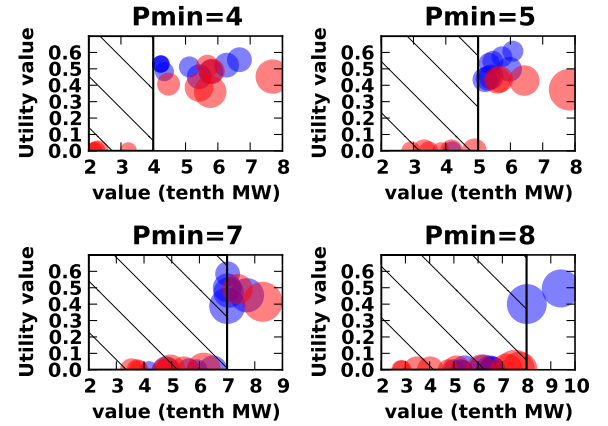 Pmin=4
Pmin=5
Utility value
0.6
0.5
0.4
0.3
0.2
0.1
0.0
2 3 4 5 6 7 8
value (tenth MW)
Utility value
0.6
0.5
0.4
0.3
0.2
0.1
0.0
2 3 4 5 6 7 8
value (tenth MW)
Pmin=7
Pmin=8
Utility value
0.6
0.5
0.4
0.3
0.2
0.1
0.0
2 3 4 5 6 7 8 9
value (tenth MW)
Utility value
0.6
0.5
0.4
0.3
0.2
0.1
0.0
2 3 4 5 6 7 8 9 10
value (tenth MW)